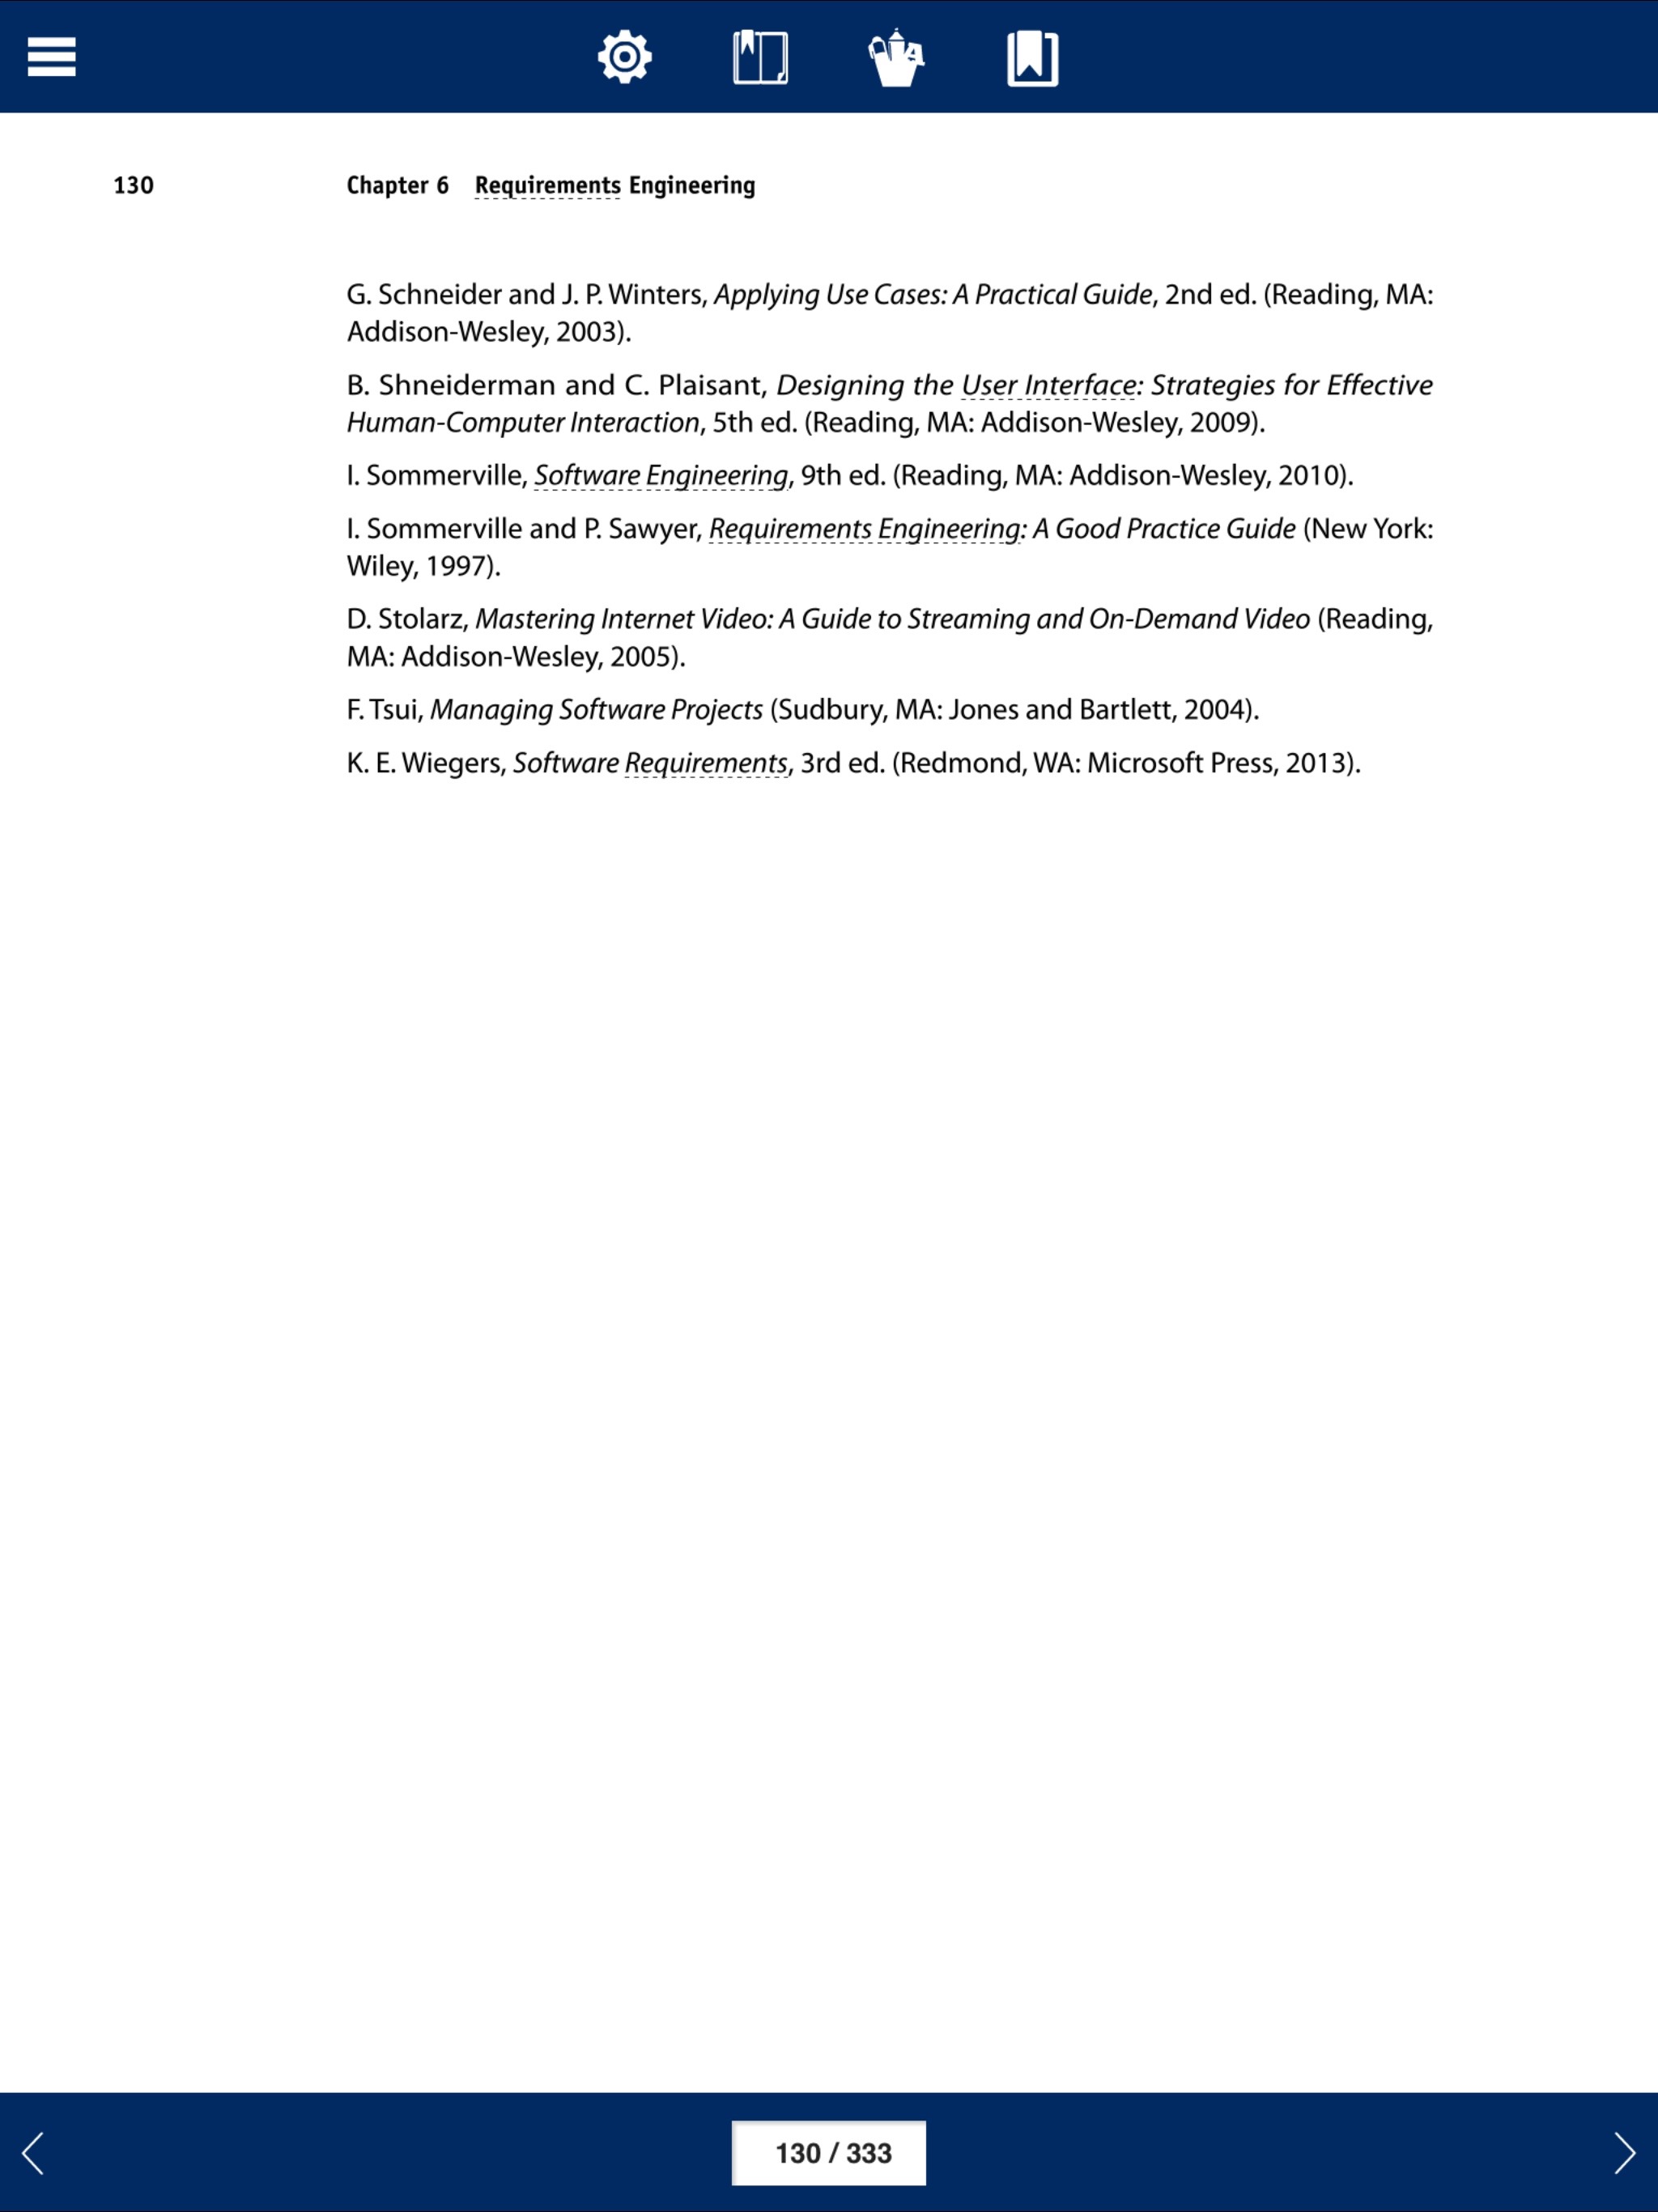 130 Chapter 6 Requirements Engineering
G. Schneider and J. P. Winters, Applying Use Cases: A Practical Guide, 2nd ed. (Reading, MA:
Addison-Wesley, 2003).
B. Shneiderman and C. Plaisant, Designing the User Interface: Strategies for Effective
Human-Computer Interaction, 5th ed. (Reading, MA: Addison-Wesley, 2009).
I. Sommerville, Software Engineering, 9th ed. (Reading, MA: Addison-Wesley, 2010).
I. Sommerville and P. Sawyer, Requirements Engineering: A Good Practice Guide (New York:
Wiley, 1997).
D. Stolarz, Mastering Internet Video: A Guide to Streaming and On-Demand Video (Reading,
MA: Addison-Wesley, 2005).
F. Tsui, Managing Software Projects (Sudbury, MA: Jones and Bartlett, 2004).
K. E. Wiegers, Software Requirements, 3rd ed. (Redmond, WA: Microsoft Press, 2013).
130 / 333